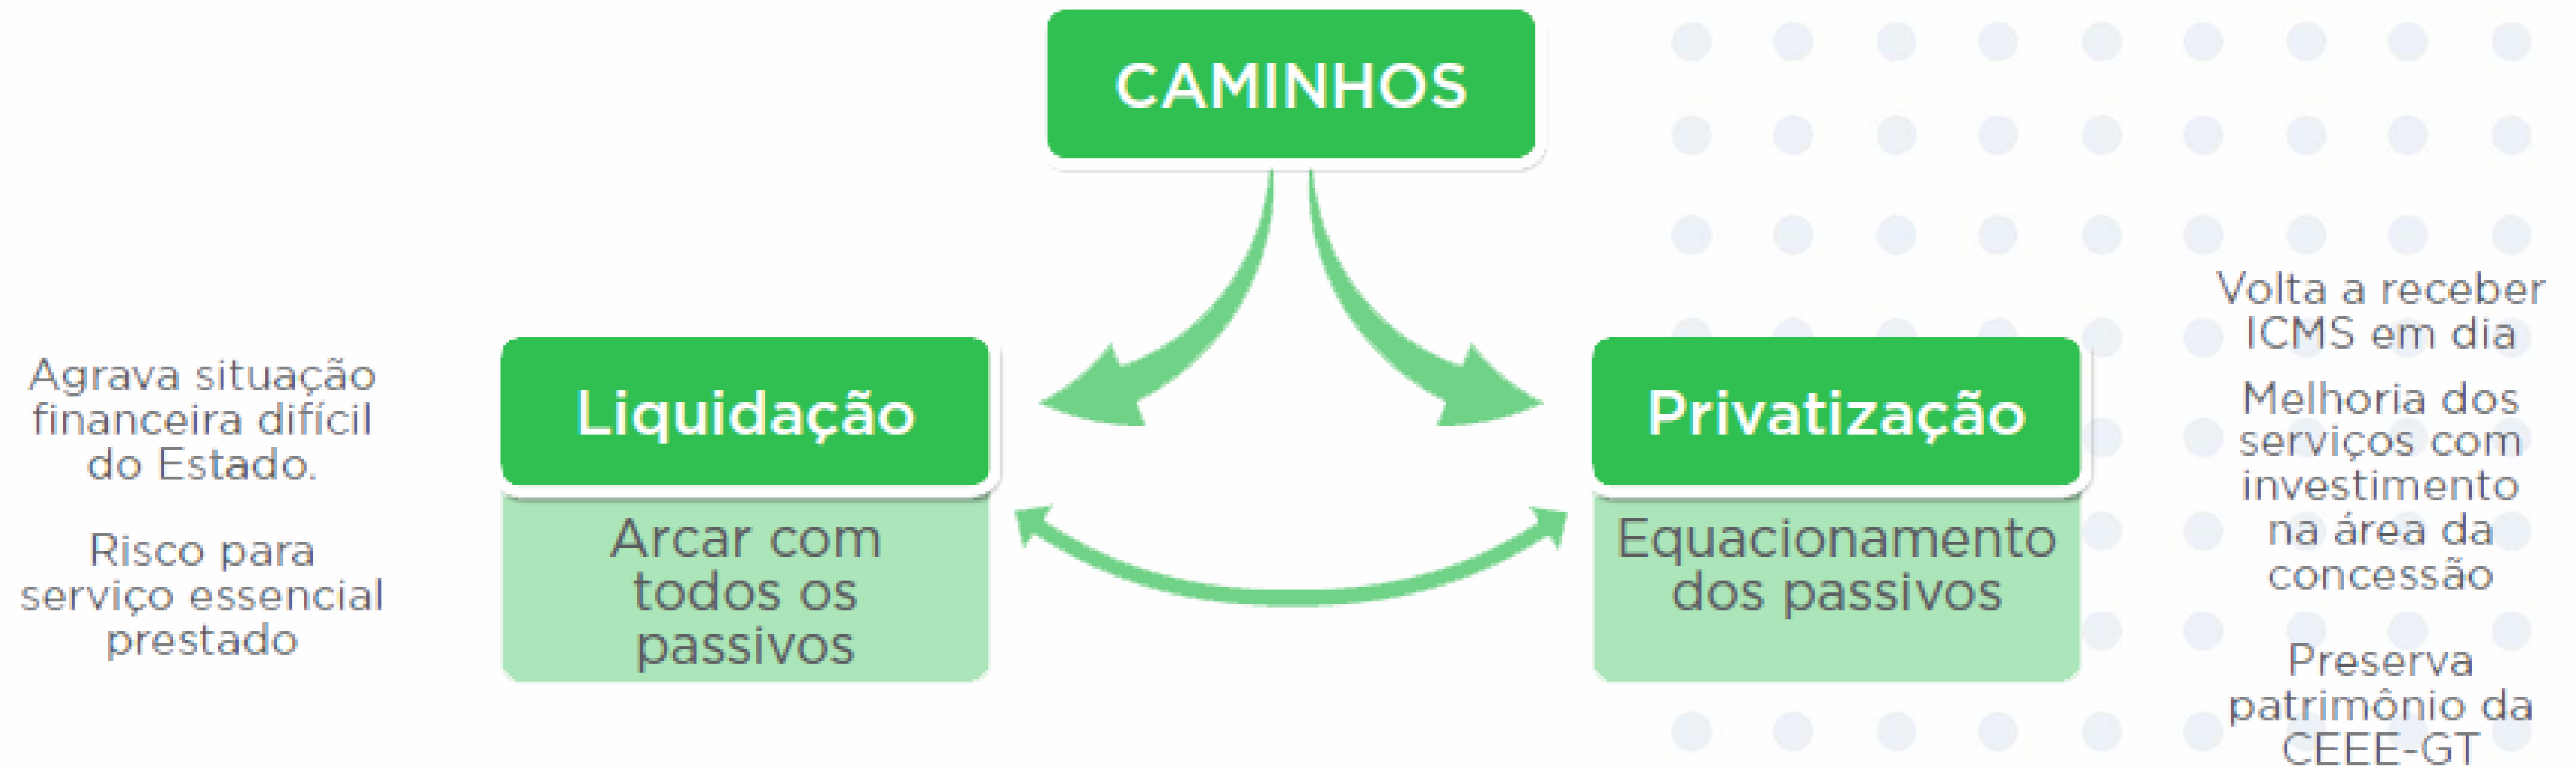 CAMINHOS
Agrava situação
financeira difícil
do Estado.
Risco para
serviço essencial
prestado
Liquidação
Arcar com
todos os
passivos
Privatização
Equacionamento
dos passivos
Volta a receber
ICMS em dia
Melhoria dos
serviços com
investimento
na área da
concessão
Preserva
patrimônio da
CEEE-GT